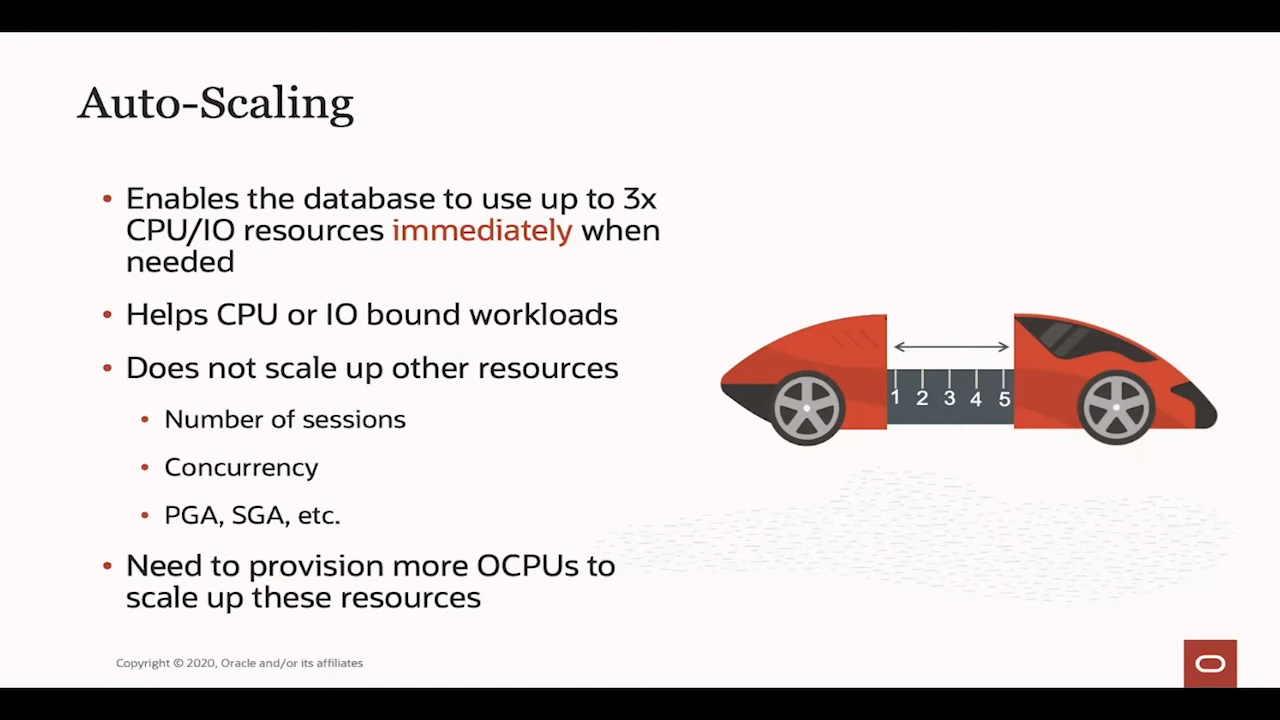 Auto-Scaling
• Enables the database to use up to 3x
CPU/IO resources immediately when
needed
• Helps CPU or IO bound workloads
• Does not scale up other resources
• Number of sessions
• Concurrency
• PGA, SGA, etc.
• Need to provision more OCPUs to
scale up these resources
1 2 3 4 5
Copyright © 2020, Oracle and/or its affiliates